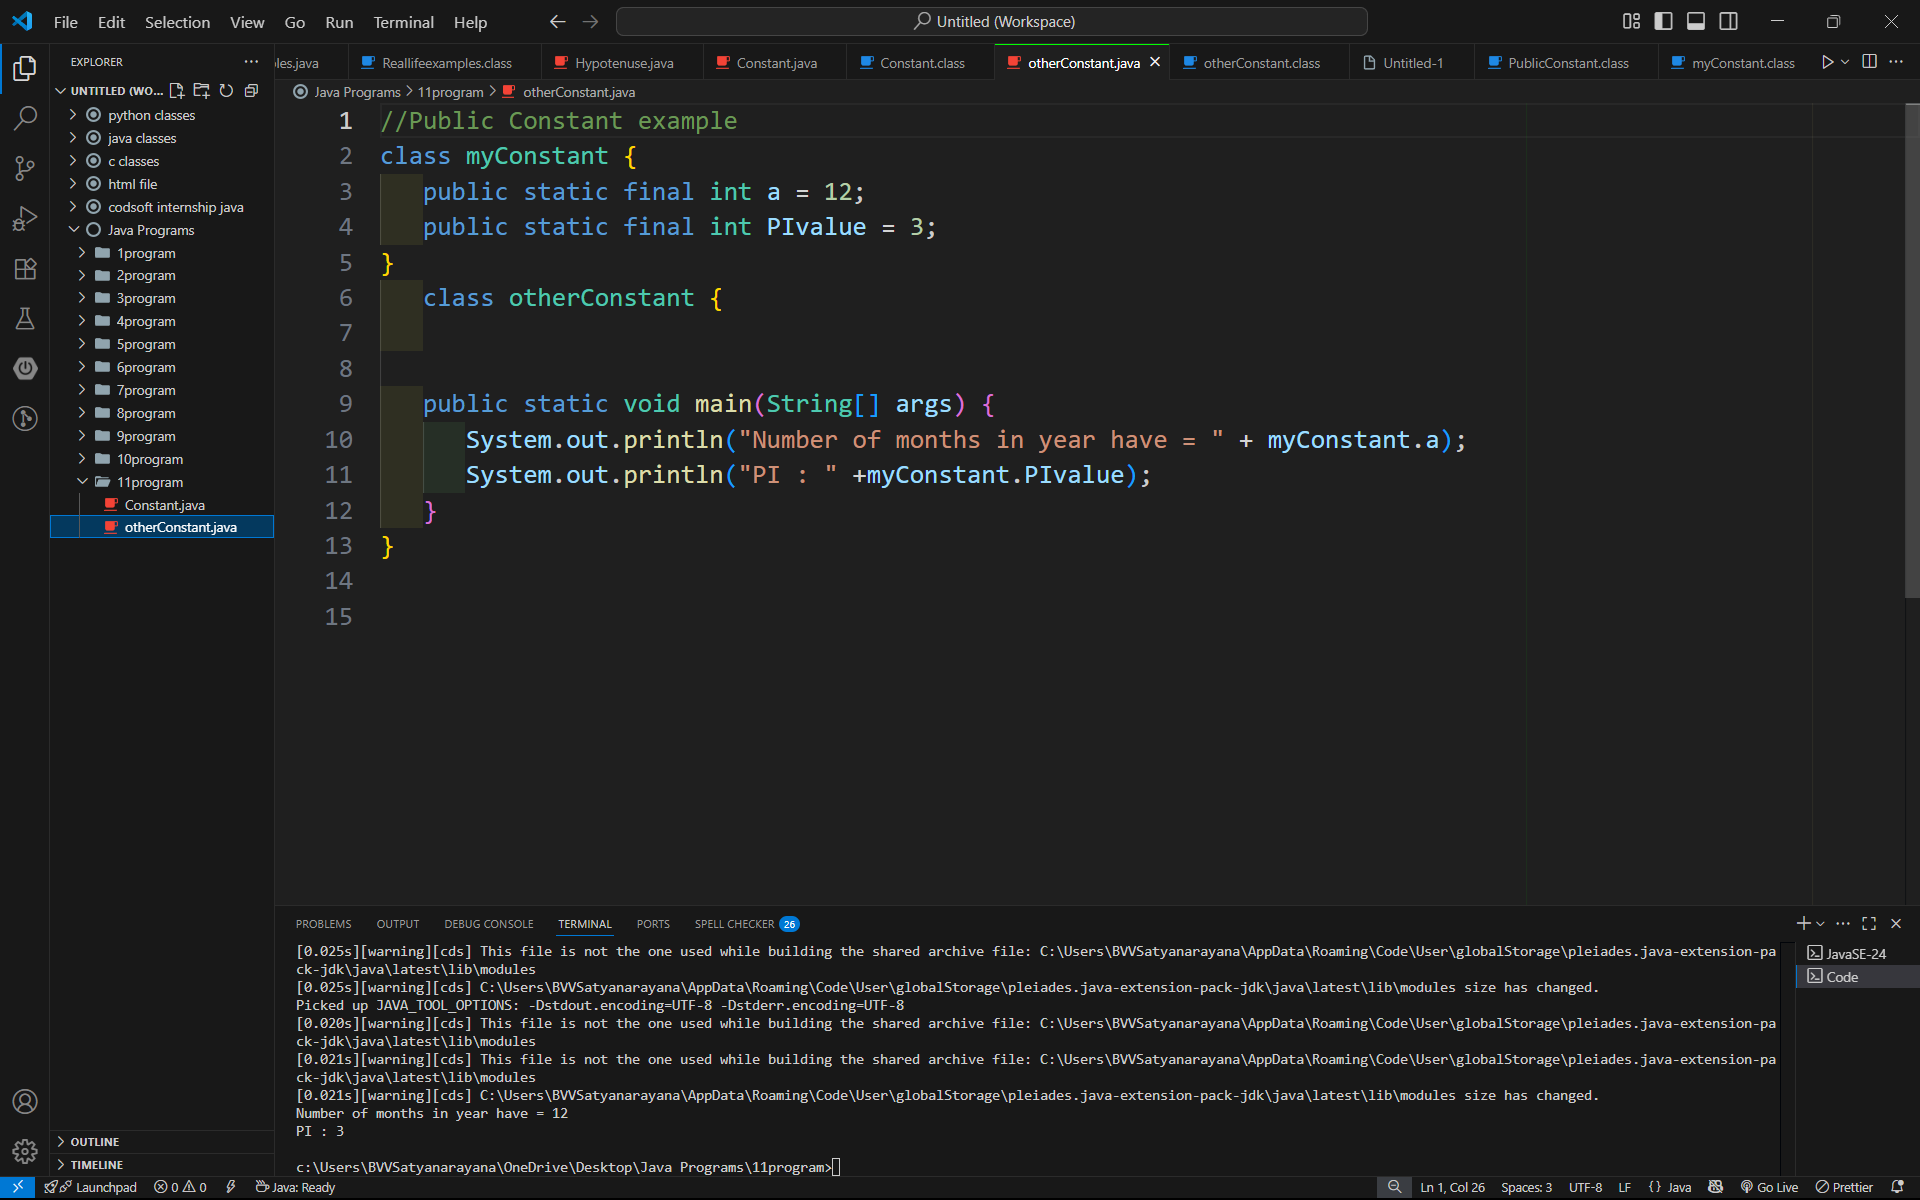 File Edit Selection View Go Run Terminal Help
Untitled (Workspace)
EXPLORER
les.java Reallifeexamples.class Hypotenuse.java Constant.java Constant.class otherConstant.java otherConstant.class Untitled-1 PublicConstant.class myConstant.class
UNTITLED (WO...
Java Programs > 11program > otherConstant.java
python classes
java classes
c classes
html file
codsoft internship java
Java Programs
1program
2program
3program
4program
5program
6program
7program
8program
9program
10program
11program
Constant.java
otherConstant.java
OUTLINE
TIMELINE
1 //Public Constant example
2 class myConstant {
3 public static final int a = 12;
4 public static final int PIvalue = 3;
5 }
6 class otherConstant {
7
8
9 public static void main(String[] args) {
10 System.out.println("Number of months in year have = " + myConstant.a);
11 System.out.println("PI : " +myConstant.PIvalue);
12 }
13 }
14
15
PROBLEMS OUTPUT DEBUG CONSOLE TERMINAL PORTS SPELL CHECKER 26
[0.025s][warning][cds] This file is not the one used while building the shared archive file: C:\Users\BVVSatyanarayana\AppData\Roaming\Code\User\globalStorage\pleiades.java-extension-pa
ck-jdk\java\latest\lib\modules
[0.025s][warning][cds] C:\Users\BVVSatyanarayana\AppData\Roaming\Code\User\globalStorage\pleiades.java-extension-pack-jdk\java\latest\lib\modules size has changed.
Picked up JAVA_TOOL_OPTIONS: -Dstdout.encoding=UTF-8 -Dstderr.encoding=UTF-8
[0.020s][warning][cds] This file is not the one used while building the shared archive file: C:\Users\BVVSatyanarayana\AppData\Roaming\Code\User\globalStorage\pleiades.java-extension-pa
ck-jdk\java\latest\lib\modules
[0.021s][warning][cds] This file is not the one used while building the shared archive file: C:\Users\BVVSatyanarayana\AppData\Roaming\Code\User\globalStorage\pleiades.java-extension-pa
ck-jdk\java\latest\lib\modules
[0.021s][warning][cds] C:\Users\BVVSatyanarayana\AppData\Roaming\Code\User\globalStorage\pleiades.java-extension-pack-jdk\java\latest\lib\modules size has changed.
Number of months in year have = 12
PI : 3
c:\Users\BVVSatyanarayana\OneDrive\Desktop\Java Programs\11program>
JavaSE-24
Code
Launchpad 0 0 Java: Ready Ln 1, Col 26 Spaces: 3 UTF-8 LF {} Java Go Live Prettier